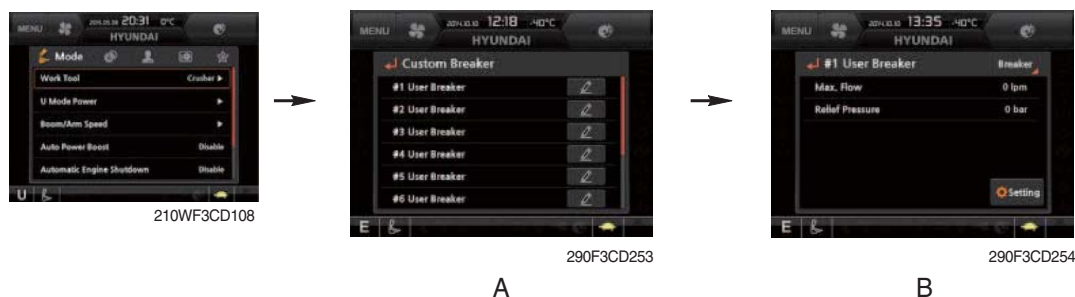 MENU 20:31 0°C
HYUNDAI
Mode
Work Tool Crusher ▶
U Mode Power ▶
Boom/Arm Speed ▶
Auto Power Boost Disable
Automatic Engine Shutdown Disable
U
210WF3CD108
MENU 12:18 -40°C
HYUNDAI
Custom Breaker
#1 User Breaker
#2 User Breaker
#3 User Breaker
#4 User Breaker
#5 User Breaker
#6 User Breaker
E
290F3CD253
A
MENU 13:35 -40°C
HYUNDAI
#1 User Breaker Breaker
Max. Flow 0 lpm
Relief Pressure 0 bar
Setting
E
290F3CD254
B